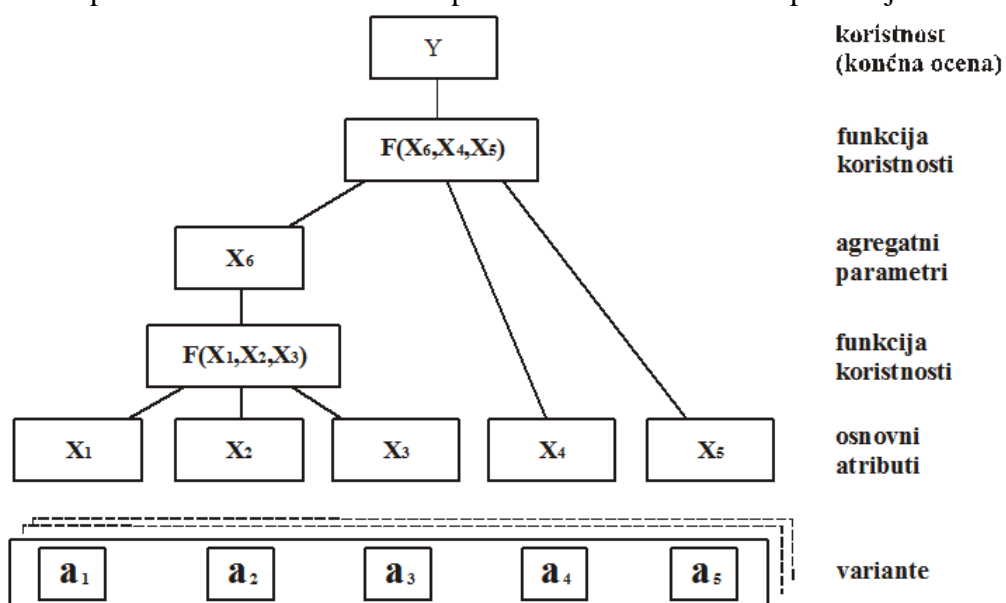 Y
koristnost
(končna ocena)
F(X6,X4,X5)
funkcija
koristnosti
X6
agregatni
parametri
F(X1,X2,X3)
funkcija
koristnosti
X1 X2 X3 X4 X5
osnovni
atributi
a1 a2 a3 a4 a5
variante